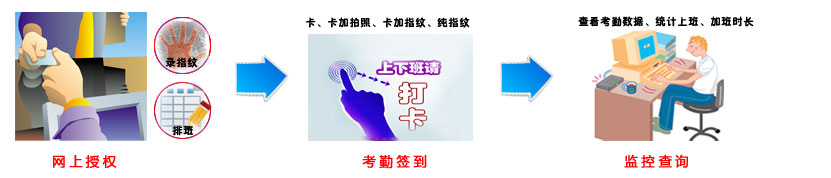 录指纹
排班
网上授权
卡、卡加拍照、卡加指纹、纯指纹
上下班请
打
卡
考勤签到
查看考勤数据、统计上班、加班时长
监控查询